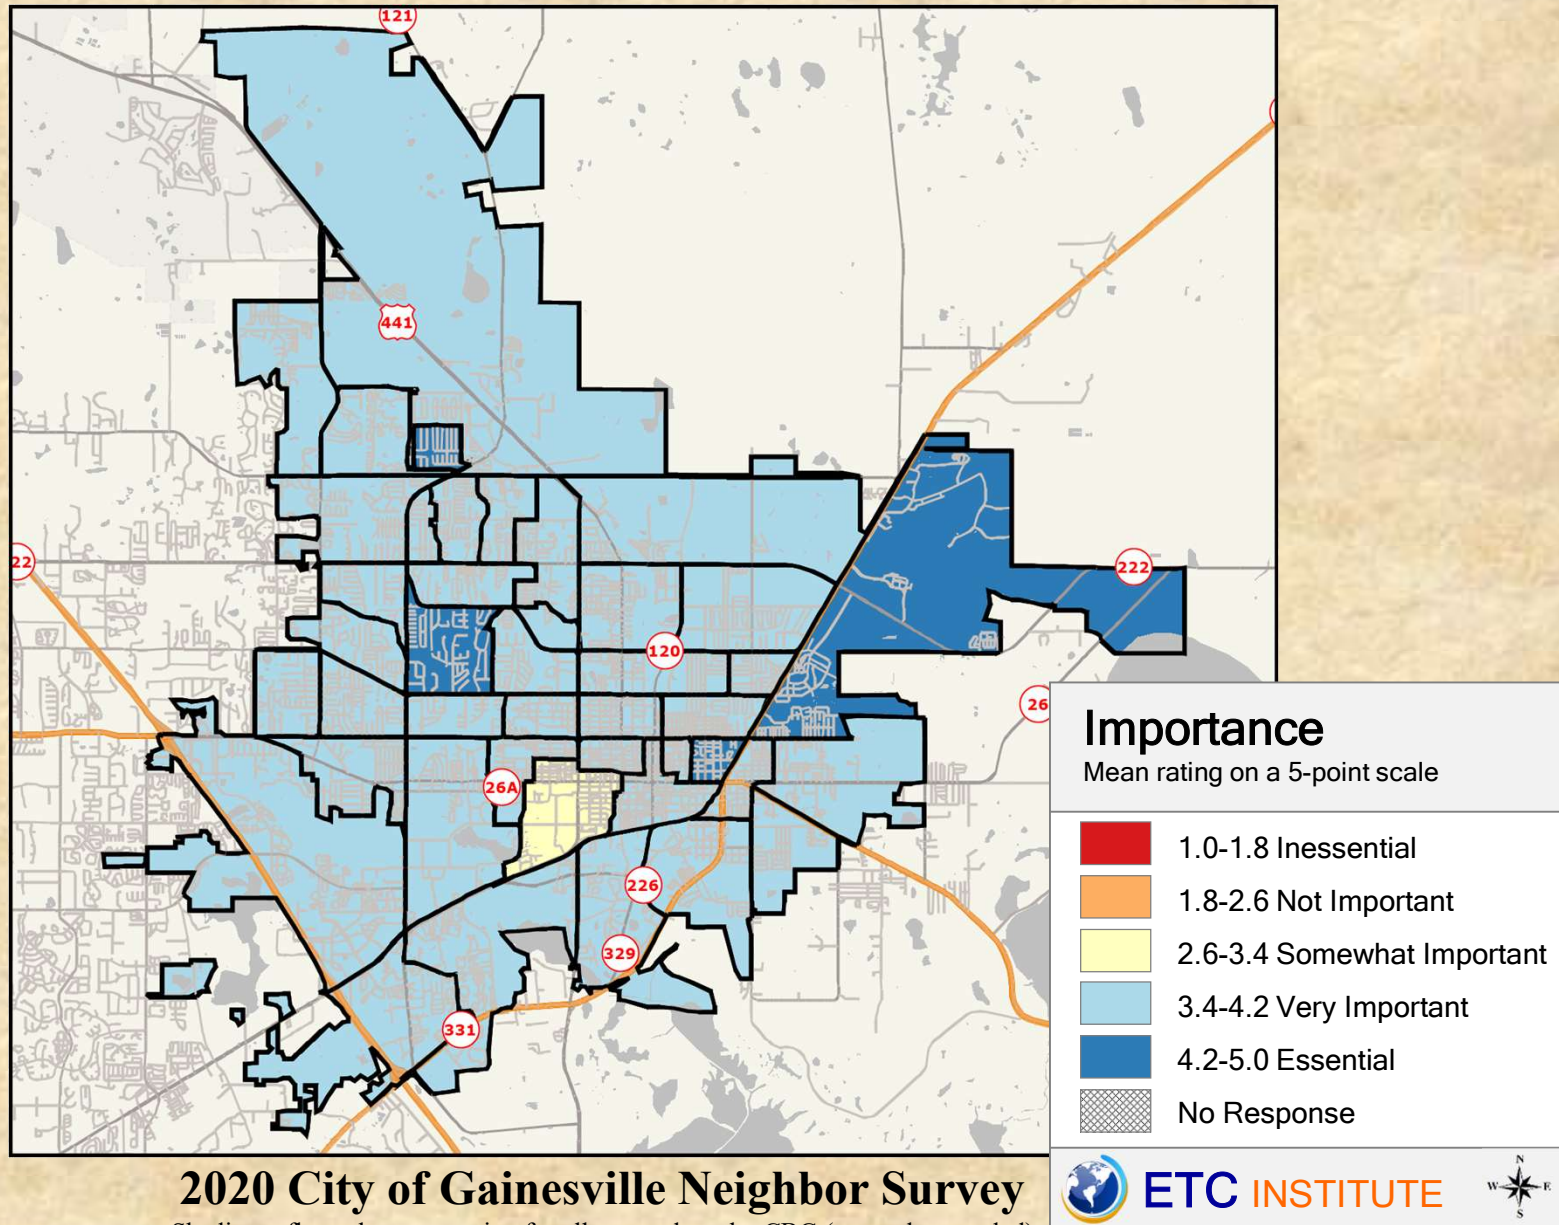 121
441
22
222
120
26
26A
226
329
331
Importance
Mean rating on a 5-point scale
1.0-1.8 Inessential
1.8-2.6 Not Important
2.6-3.4 Somewhat Important
3.4-4.2 Very Important
4.2-5.0 Essential
No Response
2020 City of Gainesville Neighbor Survey
ETC INSTITUTE
N
W E
S